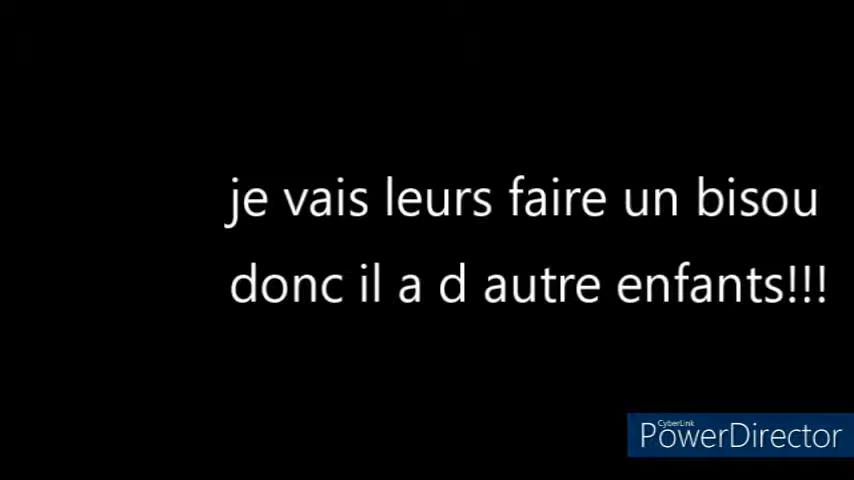 je vais leurs faire un bisou
donc il a d autre enfants!!!
CyberLink
PowerDirector